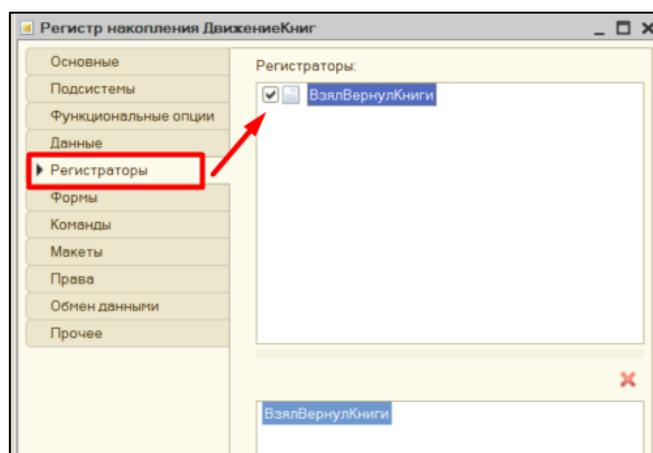 Регистр накопления ДвижениеКниг
Основные
Подсистемы
Функциональные опции
Данные
Регистраторы
Формы
Команды
Макеты
Права
Обмен данными
Прочее
Регистраторы:
ВзялВернулКниги
ВзялВернулКниги